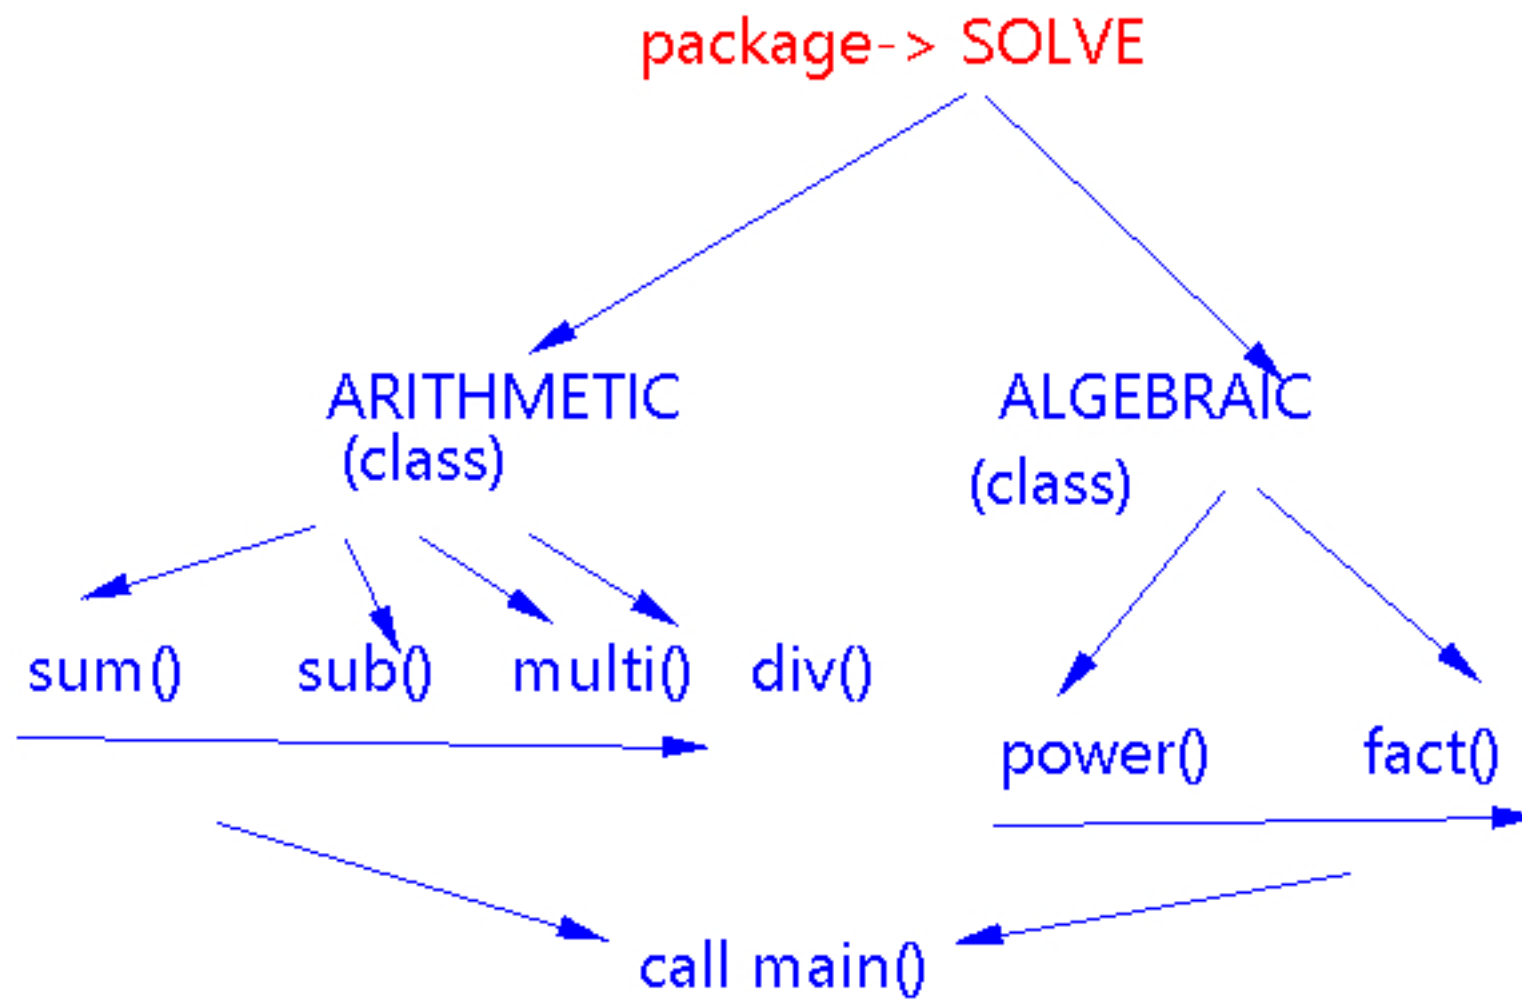 package-> SOLVE
ARITHMETIC
(class)
ALGEBRAIC
(class)
sum() sub() multi() div()
power() fact()
call main()